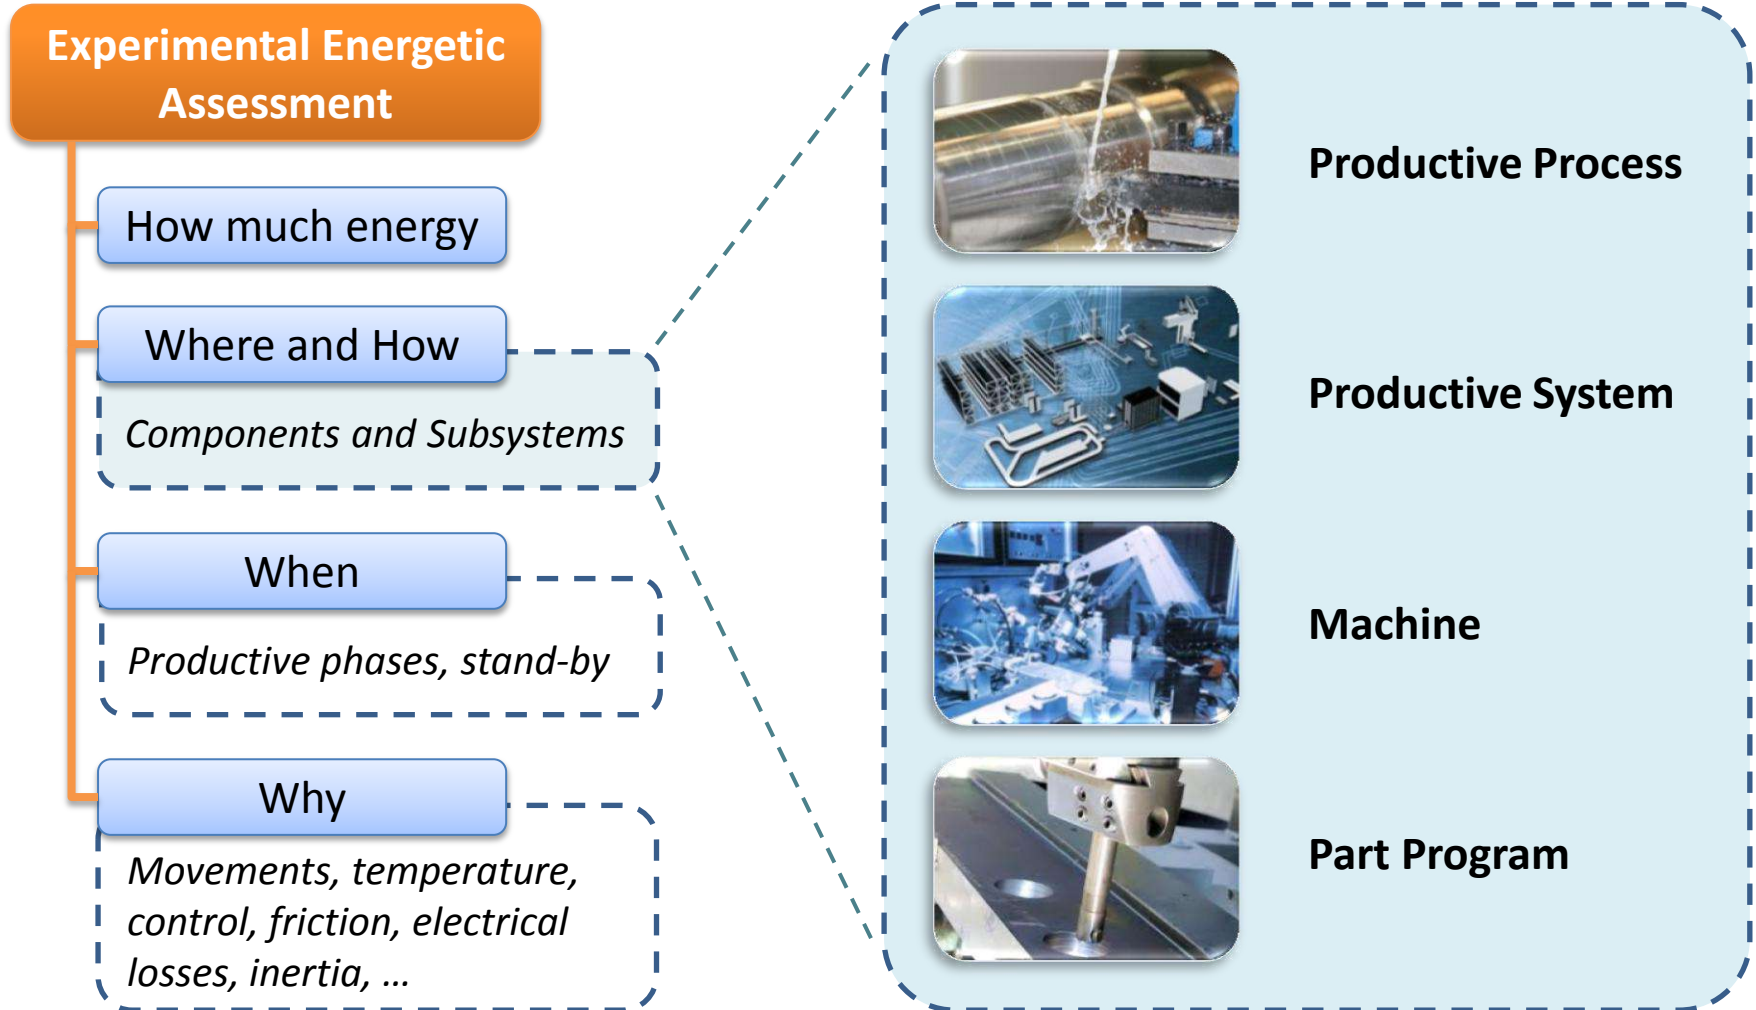 Experimental Energetic
Assessment
How much energy
Where and How
Components and Subsystems
When
Productive phases, stand-by
Why
Movements, temperature,
control, friction, electrical
losses, inertia, ...
Productive Process
Productive System
Machine
Part Program